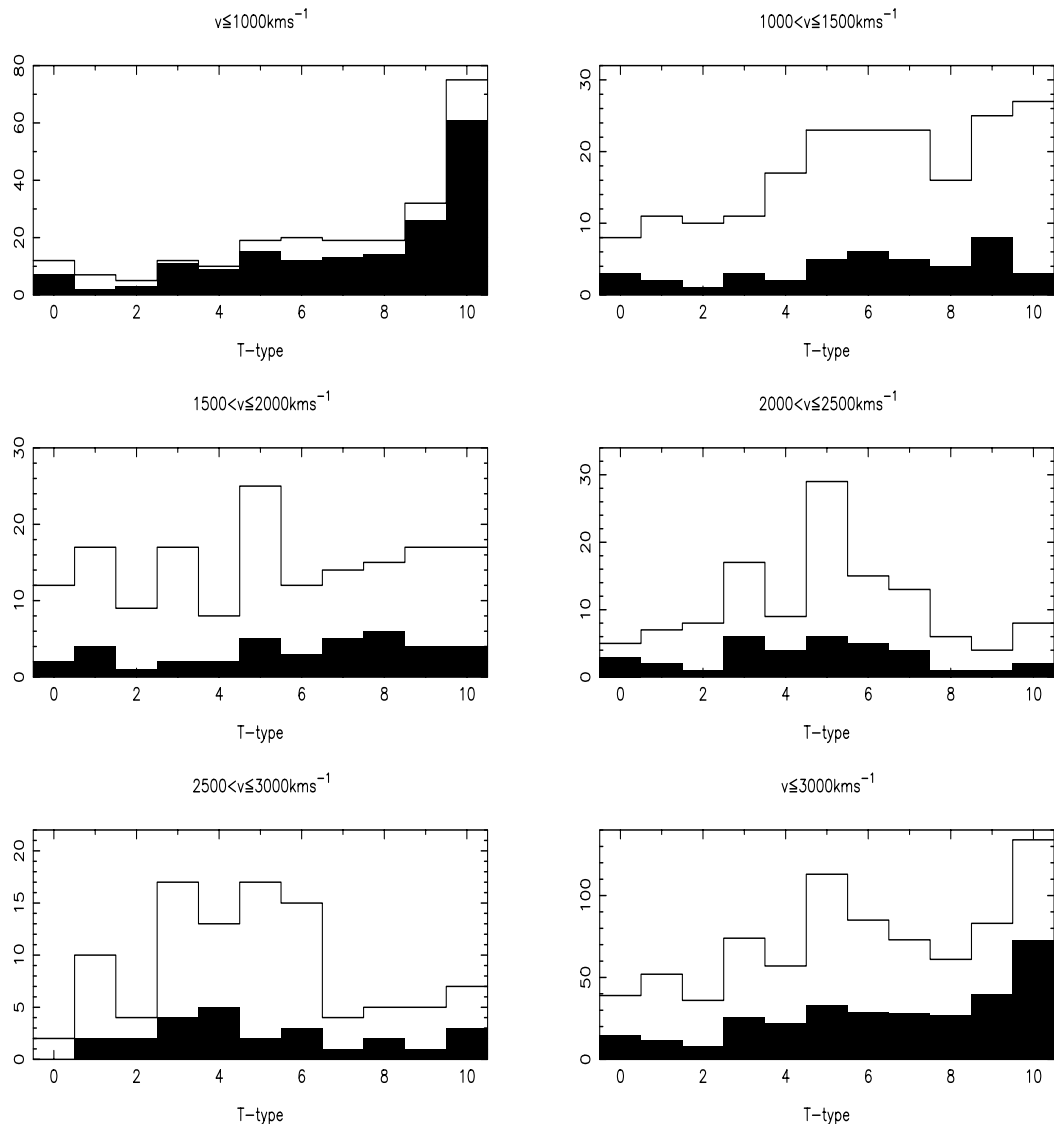 v≦1000kms⁻¹
80
60
40
20
0
0 2 4 6 8 10
T-type
1000<v≦1500kms⁻¹
30
20
10
0
0 2 4 6 8 10
T-type
1500<v≦2000kms⁻¹
30
20
10
0
0 2 4 6 8 10
T-type
2000<v≦2500kms⁻¹
30
20
10
0
0 2 4 6 8 10
T-type
2500<v≦3000kms⁻¹
20
15
10
5
0
0 2 4 6 8 10
T-type
v≦3000kms⁻¹
100
50
0
0 2 4 6 8 10
T-type